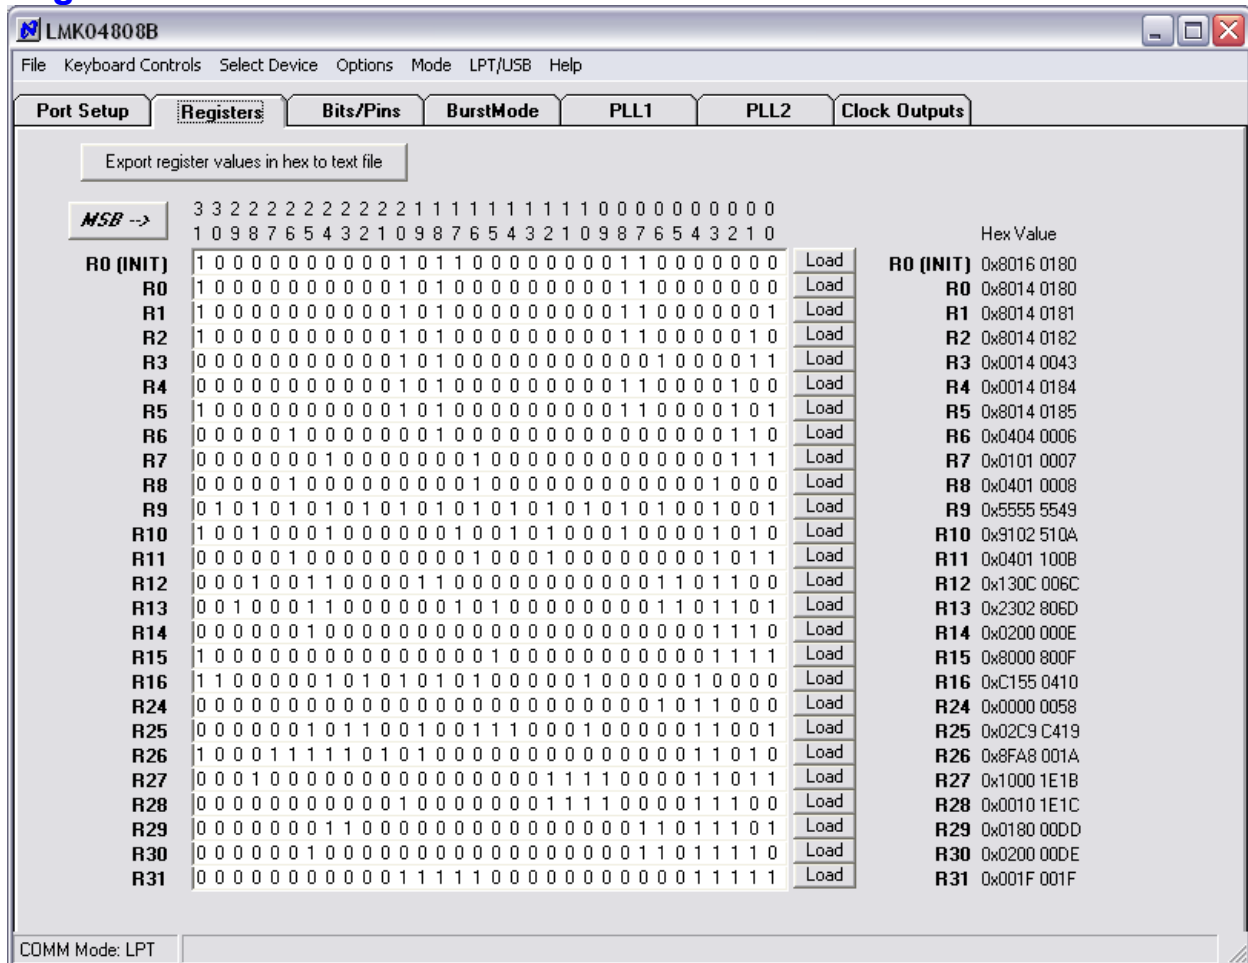 LMK04808B
File Keyboard Controls Select Device Options Mode LPT/USB Help
Port Setup Registers Bits/Pins BurstMode PLL1 PLL2 Clock Outputs
Export register values in hex to text file
MSB -->
3 3 2 2 2 2 2 2 2 2 2 2 1 1 1 1 1 1 1 1 1 1 0 0 0 0 0 0 0 0 0 0
1 0 9 8 7 6 5 4 3 2 1 0 9 8 7 6 5 4 3 2 1 0 9 8 7 6 5 4 3 2 1 0 Hex Value
R0 (INIT) 1 0 0 0 0 0 0 0 0 0 0 1 0 1 1 0 0 0 0 0 0 0 0 1 1 0 0 0 0 0 0 0 Load R0 (INIT) 0x8016 0180
R0 1 0 0 0 0 0 0 0 0 0 0 1 0 1 0 0 0 0 0 0 0 0 0 1 1 0 0 0 0 0 0 0 Load R0 0x8014 0180
R1 1 0 0 0 0 0 0 0 0 0 0 1 0 1 0 0 0 0 0 0 0 0 0 1 1 0 0 0 0 0 0 1 Load R1 0x8014 0181
R2 1 0 0 0 0 0 0 0 0 0 0 1 0 1 0 0 0 0 0 0 0 0 0 1 1 0 0 0 0 0 1 0 Load R2 0x8014 0182
R3 0 0 0 0 0 0 0 0 0 0 0 1 0 1 0 0 0 0 0 0 0 0 0 0 0 1 0 0 0 0 1 1 Load R3 0x0014 0043
R4 0 0 0 0 0 0 0 0 0 0 0 1 0 1 0 0 0 0 0 0 0 0 0 1 1 0 0 0 0 1 0 0 Load R4 0x0014 0184
R5 1 0 0 0 0 0 0 0 0 0 0 1 0 1 0 0 0 0 0 0 0 0 0 1 1 0 0 0 0 1 0 1 Load R5 0x8014 0185
R6 0 0 0 0 0 1 0 0 0 0 0 0 0 1 0 0 0 0 0 0 0 0 0 0 0 0 0 0 0 1 1 0 Load R6 0x0404 0006
R7 0 0 0 0 0 0 0 1 0 0 0 0 0 0 0 1 0 0 0 0 0 0 0 0 0 0 0 0 0 1 1 1 Load R7 0x0101 0007
R8 0 0 0 0 0 1 0 0 0 0 0 0 0 0 0 1 0 0 0 0 0 0 0 0 0 0 0 0 1 0 0 0 Load R8 0x0401 0008
R9 0 1 0 1 0 1 0 1 0 1 0 1 0 1 0 1 0 1 0 1 0 1 0 1 0 1 0 0 1 0 0 1 Load R9 0x5555 5549
R10 1 0 0 1 0 0 0 1 0 0 0 0 0 0 1 0 0 1 0 1 0 0 0 1 0 0 0 0 1 0 1 0 Load R10 0x9102 510A
R11 0 0 0 0 0 1 0 0 0 0 0 0 0 0 0 1 0 0 0 1 0 0 0 0 0 0 0 0 1 0 1 1 Load R11 0x0401 100B
R12 0 0 0 1 0 0 1 1 0 0 0 0 1 1 0 0 0 0 0 0 0 0 0 0 0 1 1 0 1 1 0 0 Load R12 0x130C 006C
R13 0 0 1 0 0 0 1 1 0 0 0 0 0 0 1 0 1 0 0 0 0 0 0 0 0 1 1 0 1 1 0 1 Load R13 0x2302 806D
R14 0 0 0 0 0 0 1 0 0 0 0 0 0 0 0 0 0 0 0 0 0 0 0 0 0 0 0 0 1 1 1 0 Load R14 0x0200 000E
R15 1 0 0 0 0 0 0 0 0 0 0 0 0 0 0 0 1 0 0 0 0 0 0 0 0 0 0 0 1 1 1 1 Load R15 0x8000 800F
R16 1 1 0 0 0 0 0 1 0 1 0 1 0 1 0 1 0 0 0 0 0 1 0 0 0 0 0 1 0 0 0 0 Load R16 0xC155 0410
R24 0 0 0 0 0 0 0 0 0 0 0 0 0 0 0 0 0 0 0 0 0 0 0 0 0 1 0 1 1 0 0 0 Load R24 0x0000 0058
R25 0 0 0 0 0 0 1 0 1 1 0 0 1 0 0 1 1 1 0 0 0 1 0 0 0 0 0 1 1 0 0 1 Load R25 0x02C9 C419
R26 1 0 0 0 1 1 1 1 1 0 1 0 1 0 0 0 0 0 0 0 0 0 0 0 0 0 0 1 1 0 1 0 Load R26 0x8FA8 001A
R27 0 0 0 1 0 0 0 0 0 0 0 0 0 0 0 0 0 0 0 1 1 1 1 0 0 0 0 1 1 0 1 1 Load R27 0x1000 1E1B
R28 0 0 0 0 0 0 0 0 0 0 0 1 0 0 0 0 0 0 0 1 1 1 1 0 0 0 0 1 1 1 0 0 Load R28 0x0010 1E1C
R29 0 0 0 0 0 0 0 1 1 0 0 0 0 0 0 0 0 0 0 0 0 0 0 0 1 1 0 1 1 1 0 1 Load R29 0x0180 00DD
R30 0 0 0 0 0 0 1 0 0 0 0 0 0 0 0 0 0 0 0 0 0 0 0 0 1 1 0 1 1 1 1 0 Load R30 0x0200 00DE
R31 0 0 0 0 0 0 0 0 0 0 0 1 1 1 1 1 0 0 0 0 0 0 0 0 0 0 0 1 1 1 1 1 Load R31 0x001F 001F
COMM Mode: LPT